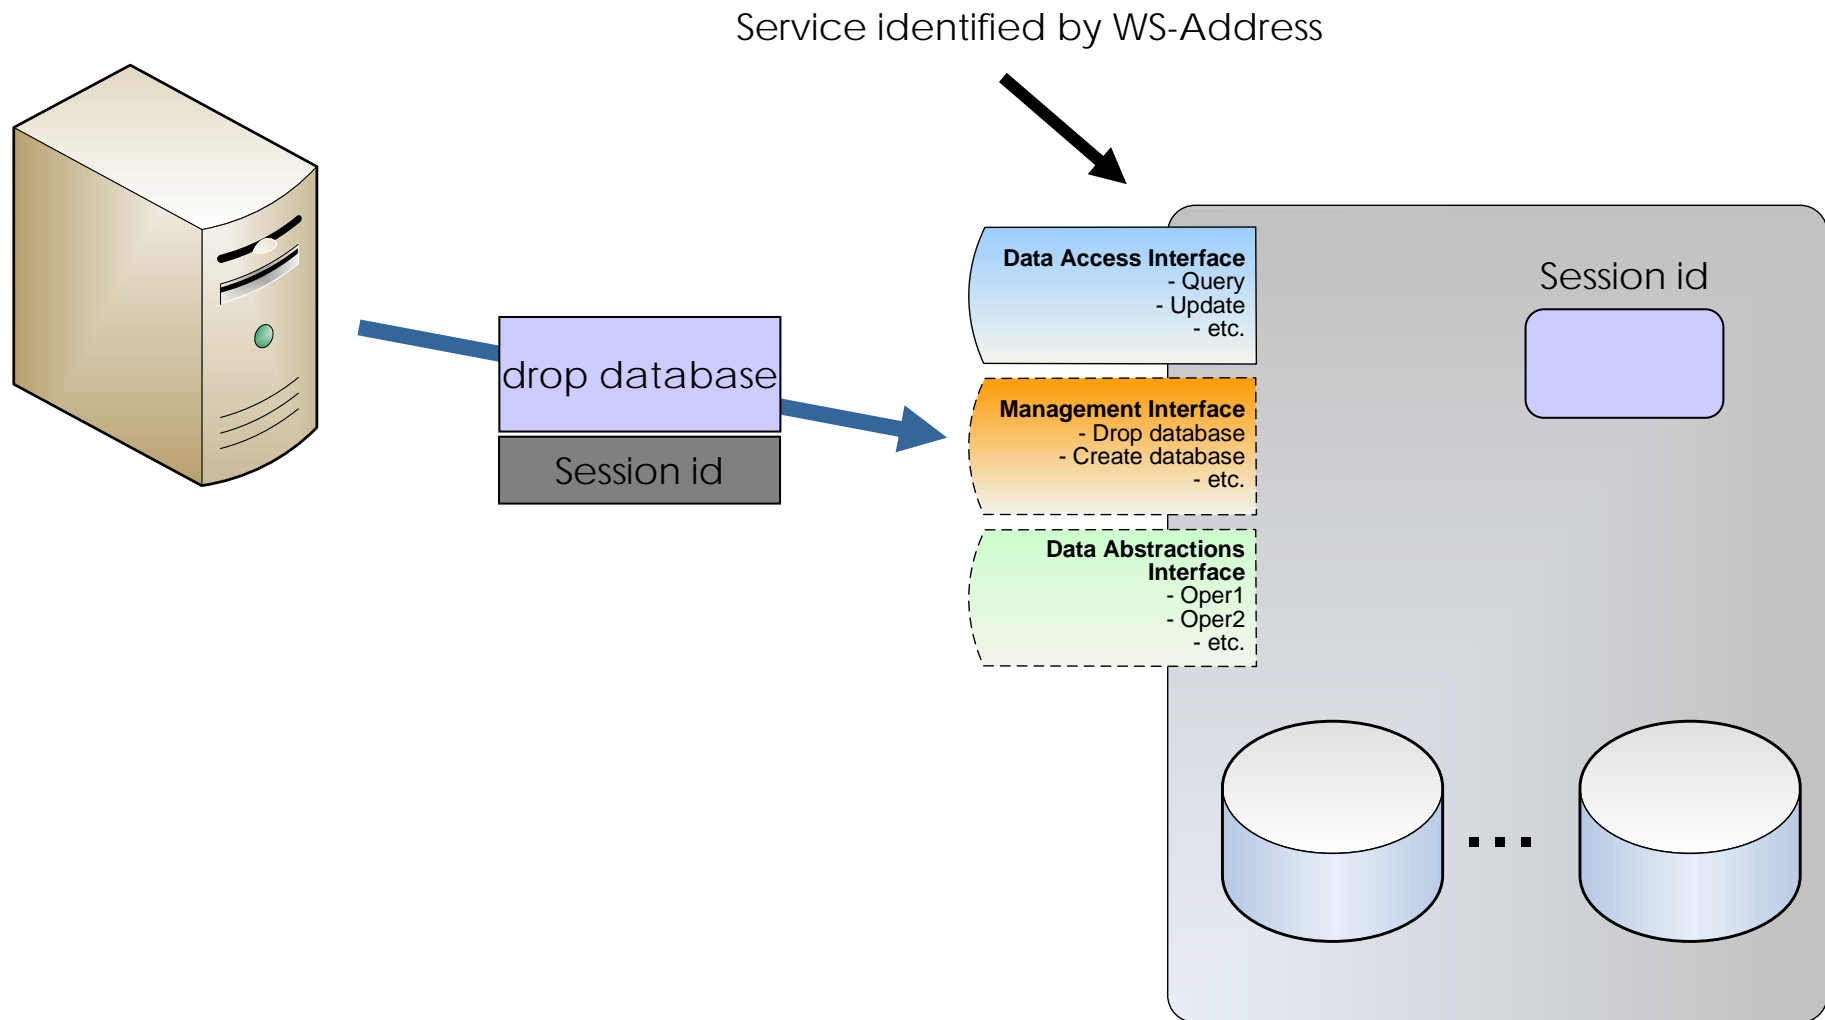 Service identified by WS-Address
Data Access Interface
- Query
- Update
- etc.
Session id
drop database
Session id
Management Interface
- Drop database
- Create database
- etc.
Data Abstractions
Interface
- Oper1
- Oper2
- etc.
...